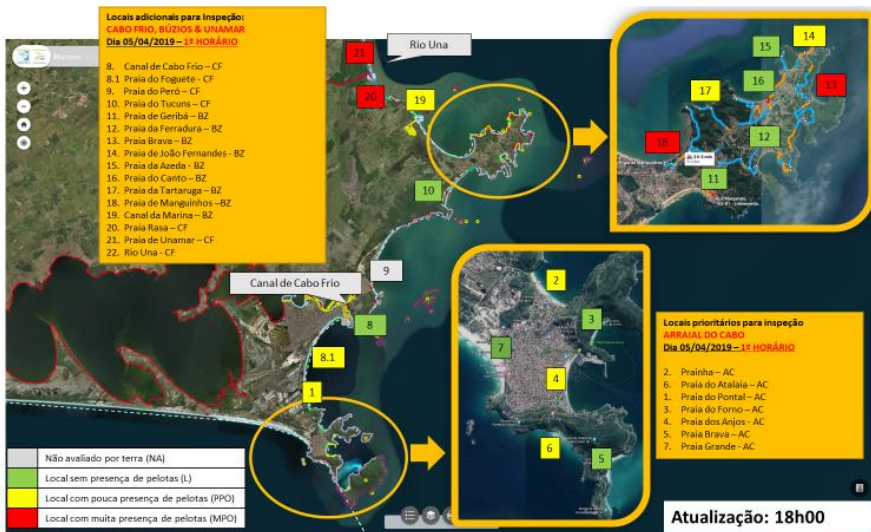 Locais adicionais para Inspeção:
CABO FRIO, BÚZIOS & UNAMAR
Dia 05/04/2019 – 1º HORÁRIO
8. Canal de Cabo Frio – CF
8.1 Praia do Foguete - CF
9. Praia do Peró – CF
10. Praia do Tucuns – CF
11. Praia de Geribá – BZ
12. Praia da Ferradura – BZ
13. Praia Brava – BZ
14. Praia de João Fernandes - BZ
15. Praia da Azeda - BZ
16. Praia do Canto – BZ
17. Praia da Tartaruga – BZ
18. Praia de Manguinhos –BZ
19. Canal da Marina – BZ
20. Praia Rasa – CF
21. Praia de Unamar – CF
22. Rio Una - CF
Rio Una
21
20
19
10
9
Canal de Cabo Frio
8
8.1
1
14
15
16
13
17
12
18
11
2
3
7
4
6
5
Locais prioritários para inspeção
ARRAIAL DO CABO
Dia 05/04/2019 – 1º HORÁRIO
2. Prainha – AC
6. Praia do Atalaia – AC
1. Praia do Pontal – AC
3. Praia do Forno – AC
4. Praia dos Anjos - AC
5. Praia Brava – AC
7. Praia Grande - AC
Não avaliado por terra (NA)
Local sem presença de pelotas (L)
Local com pouca presença de pelotas (PPO)
Local com muita presença de pelotas (MPO)
Atualização: 18h00